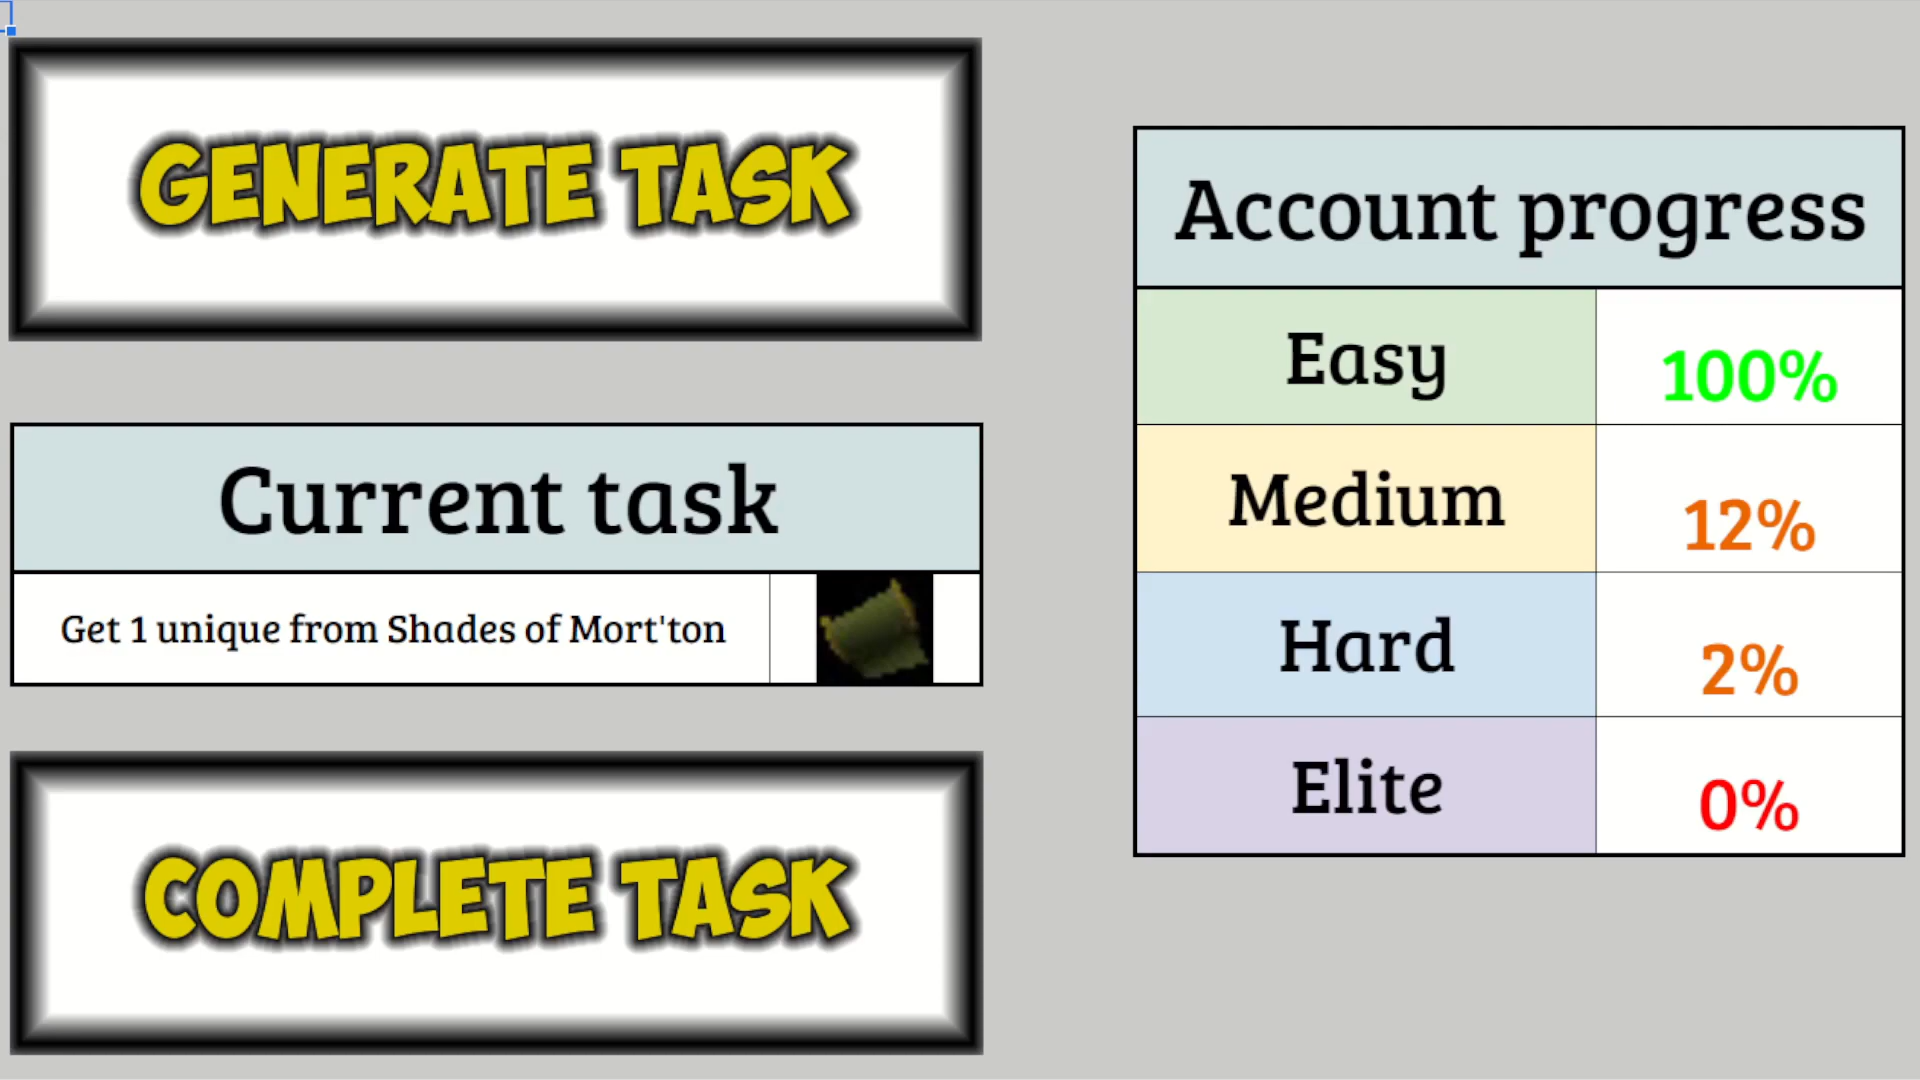 GENERATE TASK
Current task
Get 1 unique from Shades of Mort'ton
COMPLETE TASK
Account progress
Easy 100%
Medium 12%
Hard 2%
Elite 0%